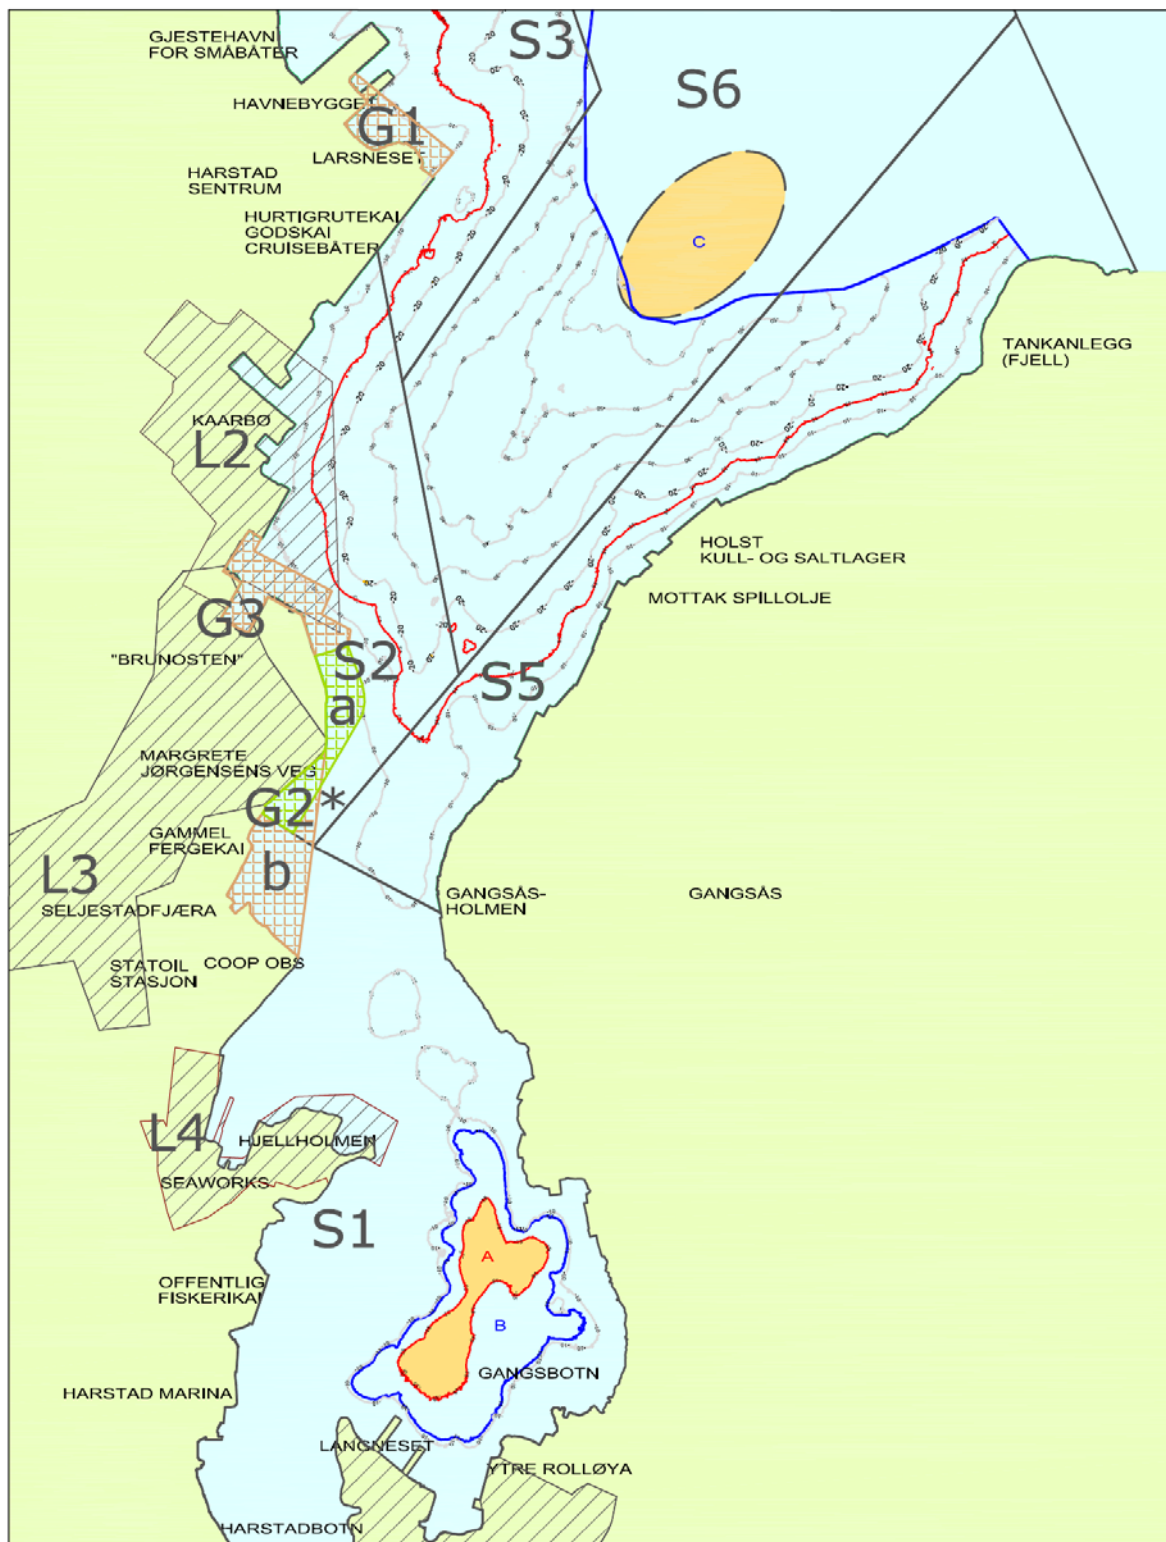 GJESTEHAVN
FOR SMÅBÅTER
S3
S6
HAVNEBYGGET
G1
LARSNESET
HARSTAD
SENTRUM
HURTIGRUTEKAI
GODSKAI
CRUISEBÅTER
C
TANKANLEGG
(FJELL)
KAARBØ
L2
HOLST
KULL- OG SALTLAGER
MOTTAK SPILLOLJE
G3
"BRUNOSTEN"
S2
S5
a
MARGRETE
JØRGENSENS VEG
G2*
GAMMEL
FERGEKAI
b
L3
SELJESTADFJÆRA
GANGSÅS-
HOLMEN
GANGSÅS
STATOIL
STASJON
COOP OBS
L4
HJELLHOLMEN
SEAWORKS
S1
A
OFFENTLIG
FISKERIKAI
B
GANGSBOTN
HARSTAD MARINA
LANGNESET
YTRE ROLLØYA
HARSTADBOTN